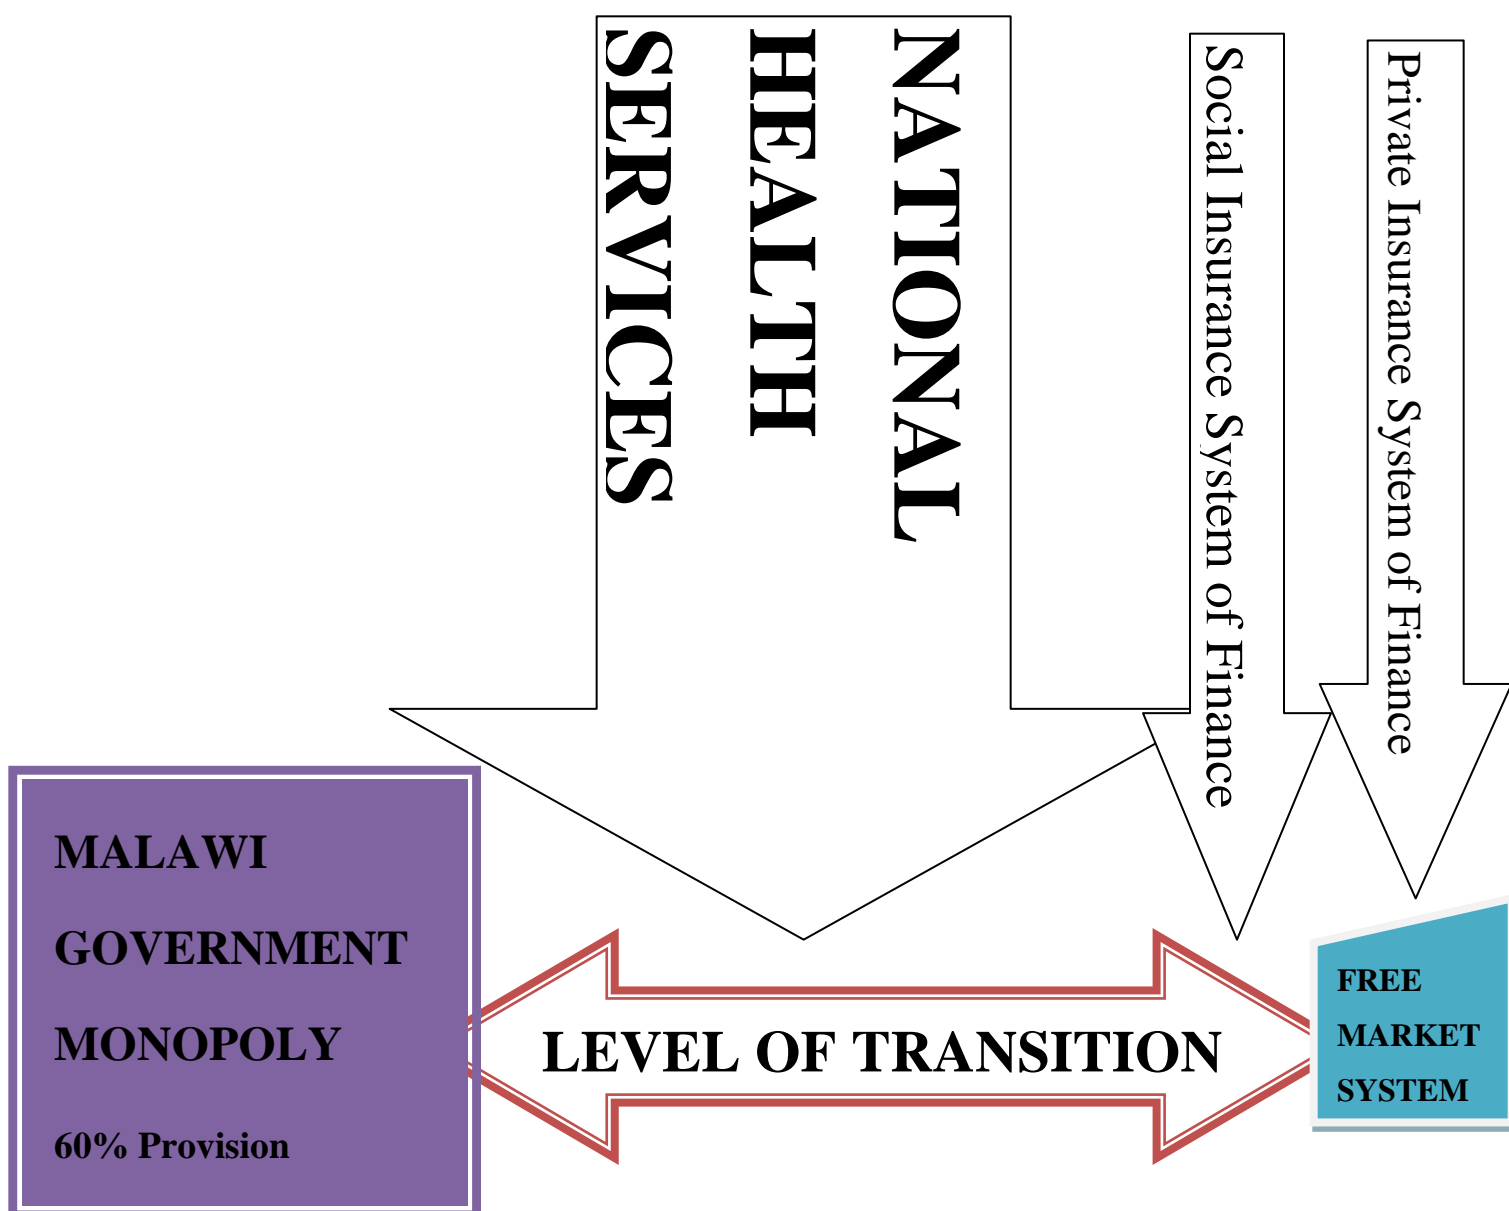 NATIONAL
HEALTH
SERVICES
Social Insurance System of Finance
Private Insurance System of Finance
MALAWI
GOVERNMENT
MONOPOLY
60% Provision
LEVEL OF TRANSITION
FREE
MARKET
SYSTEM